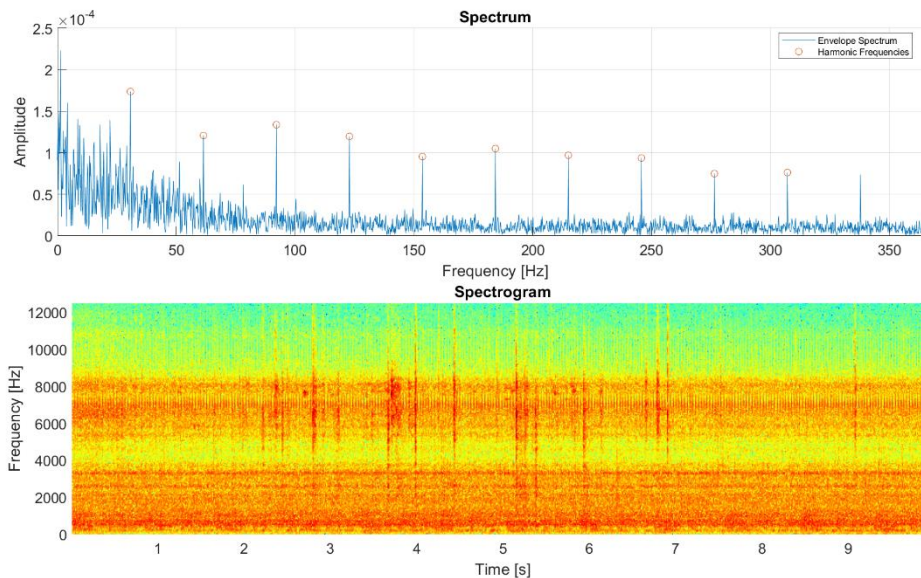 Spectrum
×10⁻⁴
2.5
2
1.5
1
0.5
0
Amplitude
Envelope Spectrum
Harmonic Frequencies
0 50 100 150 200 250 300 350
Frequency [Hz]
Spectrogram
12000
10000
8000
6000
4000
2000
0
Frequency [Hz]
1 2 3 4 5 6 7 8 9
Time [s]